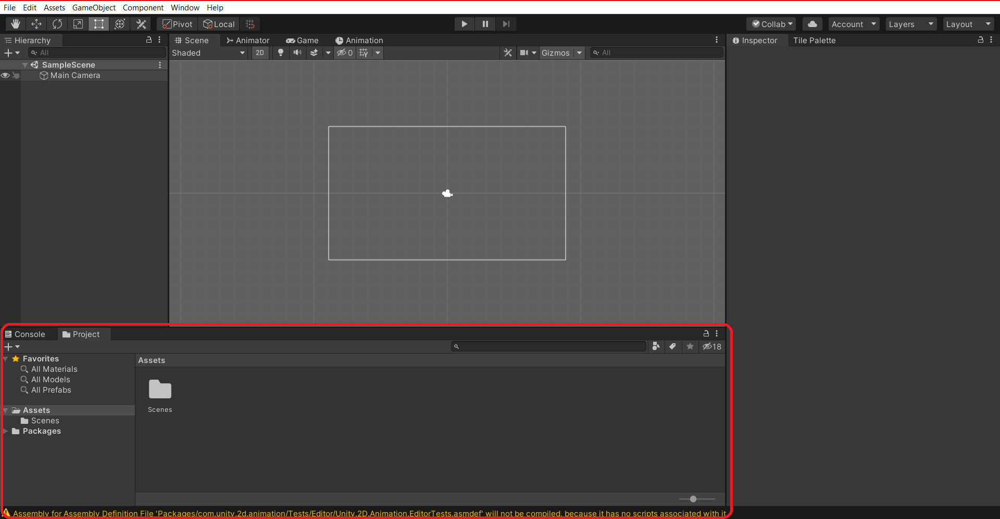 File Edit Assets GameObject Component Window Help
Pivot Local Collab Account Layers Layout
Hierarchy
All
SampleScene
Main Camera
Scene Animator Game Animation
Shaded 2D 0 Gizmos All
Inspector Tile Palette
Console Project
18
Favorites
All Materials
All Models
All Prefabs
Assets
Scenes
Packages
Assets
Scenes
Assembly for Assembly Definition File 'Packages/com.unity.2d.animation/Tests/Editor/Unity.2D.Animation.EditorTests.asmdef' will not be compiled, because it has no scripts associated with it